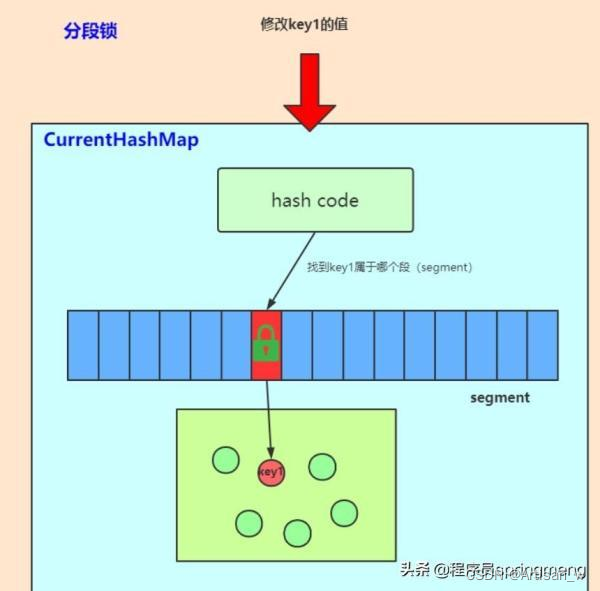 分段锁
修改key1的值
CurrentHashMap
hash code
找到key1属于哪个段（segment）
segment
key1
头条 @程序员springmeng
CSDN @Arusan_w